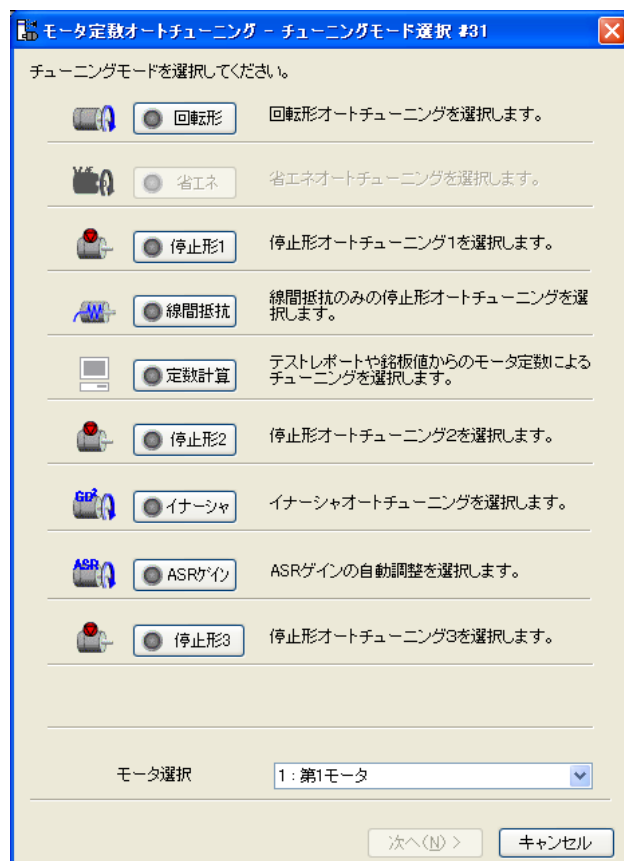 モータ定数オートチューニング - チューニングモード選択 #31
チューニングモードを選択してください。
回転形
回転形オートチューニングを選択します。
V/f
省エネ
省エネオートチューニングを選択します。
停止形1
停止形オートチューニング1を選択します。
線間抵抗
線間抵抗のみの停止形オートチューニングを選
択します。
定数計算
テストレポートや銘板値からのモータ定数による
チューニングを選択します。
停止形2
停止形オートチューニング2を選択します。
GD²
イナーシャ
イナーシャオートチューニングを選択します。
ASR
ASRゲイン
ASRゲインの自動調整を選択します。
停止形3
停止形オートチューニング3を選択します。
モータ選択
1 : 第1モータ
次へ(N) >
キャンセル